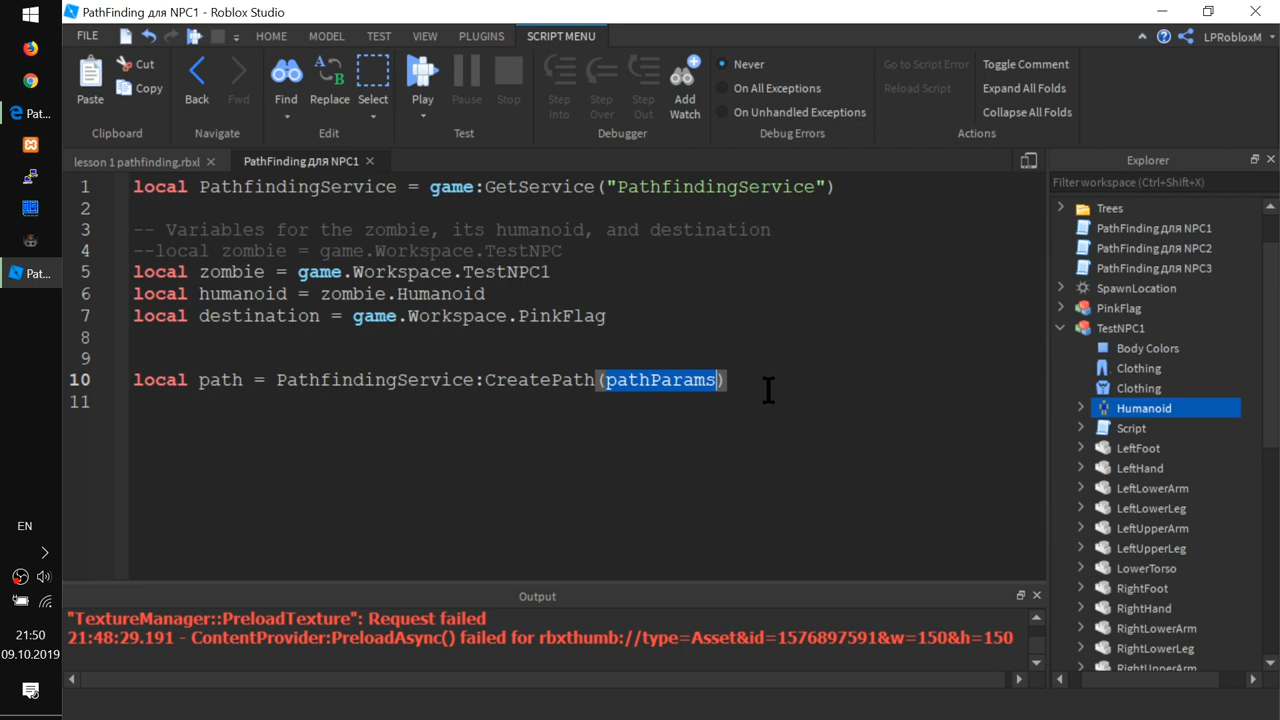 PathFinding для NPC1 - Roblox Studio
FILE
HOME
MODEL
TEST
VIEW
PLUGINS
SCRIPT MENU
LPRobloxM
Paste
Cut
Copy
Clipboard
Back
Fwd
Navigate
Find
Replace
Select
Edit
Play
Pause
Stop
Test
Step Into
Step Over
Step Out
Add Watch
Debugger
Never
On All Exceptions
On Unhandled Exceptions
Debug Errors
Go to Script Error
Reload Script
Toggle Comment
Expand All Folds
Collapse All Folds
Actions
Pat...
Pat...
EN
21:50
09.10.2019
lesson 1 pathfinding.rbxl
PathFinding для NPC1
1 local PathfindingService = game:GetService("PathfindingService")
2
3 -- Variables for the zombie, its humanoid, and destination
4 --local zombie = game.Workspace.TestNPC
5 local zombie = game.Workspace.TestNPC1
6 local humanoid = zombie.Humanoid
7 local destination = game.Workspace.PinkFlag
8
9
10 local path = PathfindingService:CreatePath(pathParams)
11
Output
"TextureManager::PreloadTexture": Request failed
21:48:29.191 - ContentProvider:PreloadAsync() failed for rbxthumb://type=Asset&id=1576897591&w=150&h=150
Explorer
Filter workspace (Ctrl+Shift+X)
Trees
PathFinding для NPC1
PathFinding для NPC2
PathFinding для NPC3
SpawnLocation
PinkFlag
TestNPC1
Body Colors
Clothing
Clothing
Humanoid
Script
LeftFoot
LeftHand
LeftLowerArm
LeftLowerLeg
LeftUpperArm
LeftUpperLeg
LowerTorso
RightFoot
RightHand
RightLowerArm
RightLowerLeg
RightUpperArm